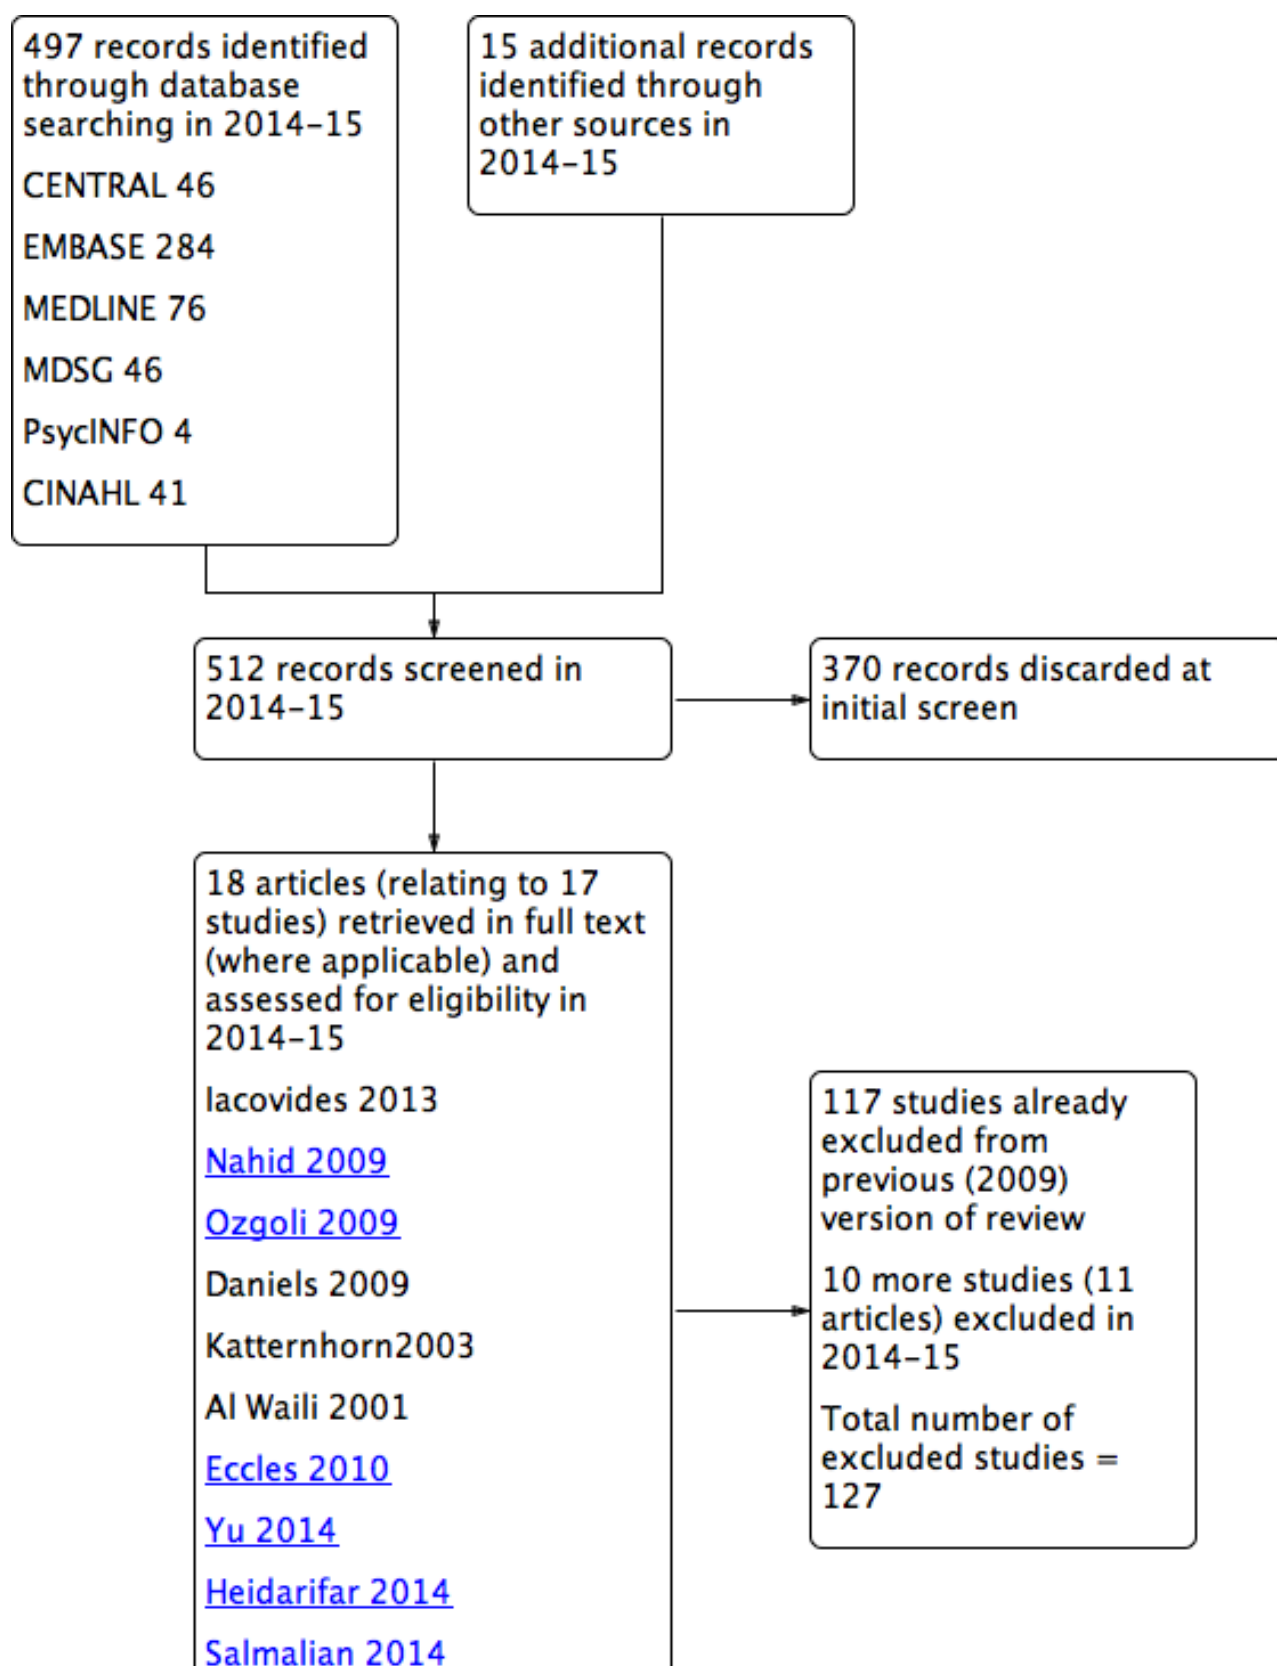 497 records identified
through database
searching in 2014–15
CENTRAL 46
EMBASE 284
MEDLINE 76
MDSG 46
PsycINFO 4
CINAHL 41
15 additional records
identified through
other sources in
2014–15
512 records screened in
2014–15
370 records discarded at
initial screen
18 articles (relating to 17
studies) retrieved in full text
(where applicable) and
assessed for eligibility in
2014–15
Iacovides 2013
Nahid 2009
Ozgoli 2009
Daniels 2009
Katternhorn2003
Al Waili 2001
Eccles 2010
Yu 2014
Heidarifar 2014
Salmalian 2014
117 studies already
excluded from
previous (2009)
version of review
10 more studies (11
articles) excluded in
2014–15
Total number of
excluded studies =
127